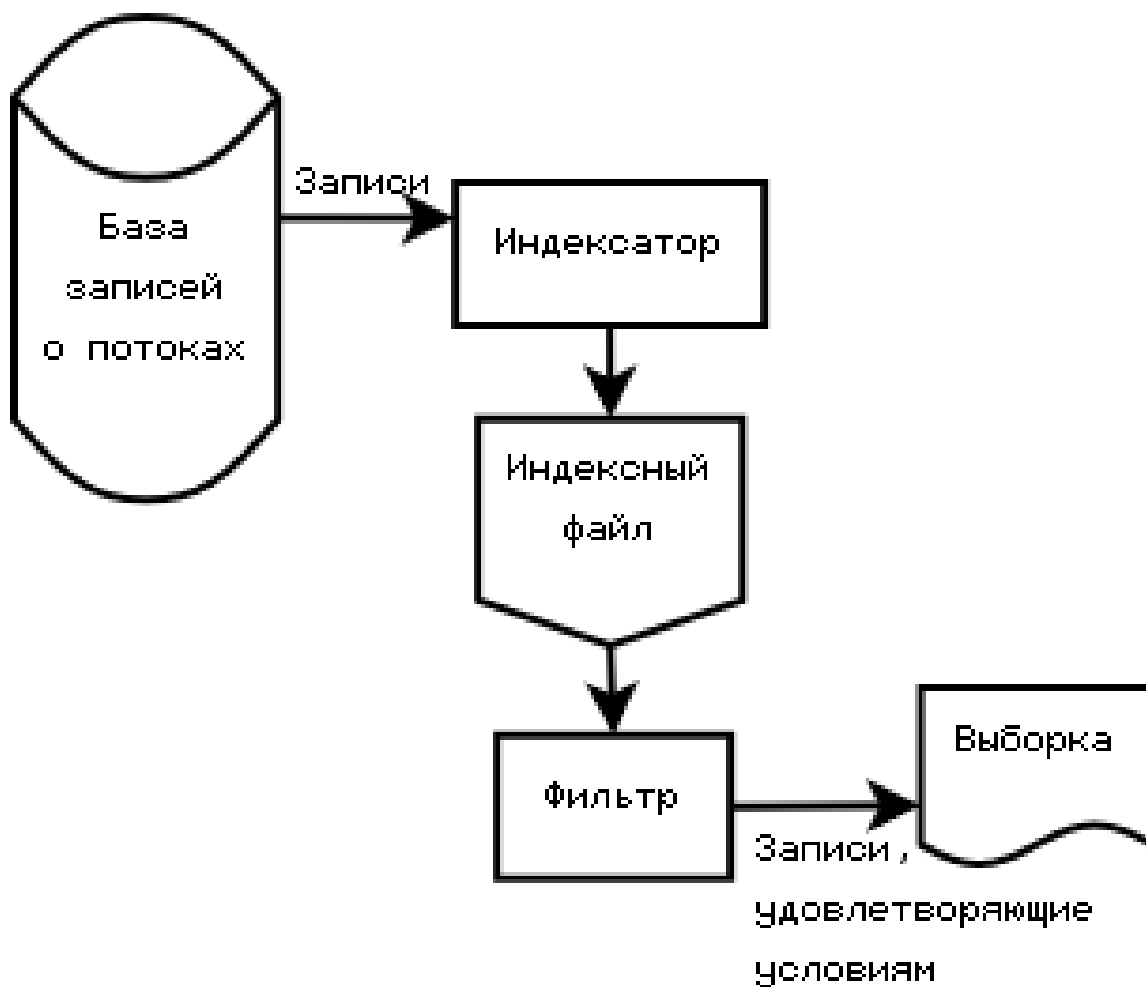 База
записей
о потоках
Записи
Индексатор
Индексный
файл
Фильтр
Выборка
Записи,
удовлетворяющие
условиям